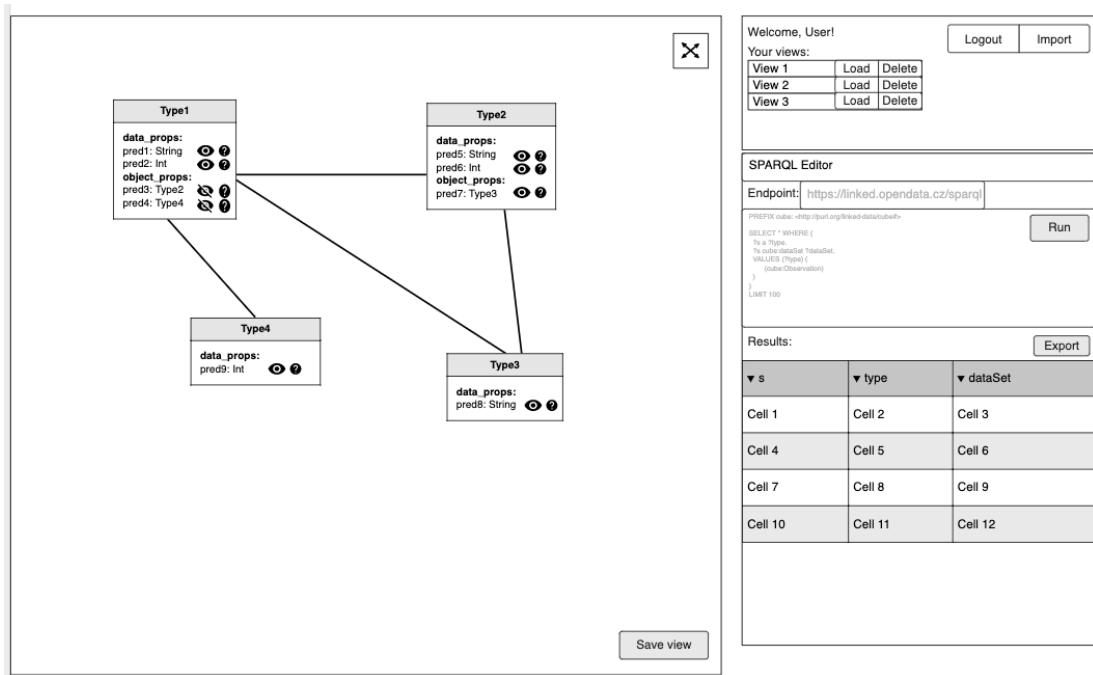 Type1
data_props:
pred1: String
pred2: Int
object_props:
pred3: Type2
pred4: Type4
Type2
data_props:
pred5: String
pred6: Int
object_props:
pred7: Type3
Type4
data_props:
pred9: Int
Type3
data_props:
pred8: String
Save view
Welcome, User!
Logout Import
Your views:
View 1 Load Delete
View 2 Load Delete
View 3 Load Delete
SPARQL Editor
Endpoint: https://linked.opendata.cz/sparql
PREFIX cube: <http://purl.org/linked-data/cube#>
Run
SELECT * WHERE {
?s a ?type.
?s cube:dataSet ?dataSet.
VALUES (?type) {
(cube:Observation)
}
}
LIMIT 100
Results:
Export
▼ s ▼ type ▼ dataSet
Cell 1 Cell 2 Cell 3
Cell 4 Cell 5 Cell 6
Cell 7 Cell 8 Cell 9
Cell 10 Cell 11 Cell 12